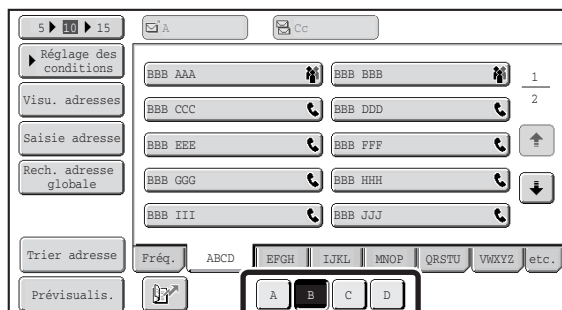 5 10 15
A
Cc
Réglage des
conditions
Visu. adresses
Saisie adresse
Rech. adresse
globale
Trier adresse
Prévisualis.
BBB AAA
BBB BBB
BBB CCC
BBB DDD
BBB EEE
BBB FFF
BBB GGG
BBB HHH
BBB III
BBB JJJ
1
2
Fréq.
ABCD
EFGH
IJKL
MNOP
QRSTU
VWXYZ
etc.
A
B
C
D